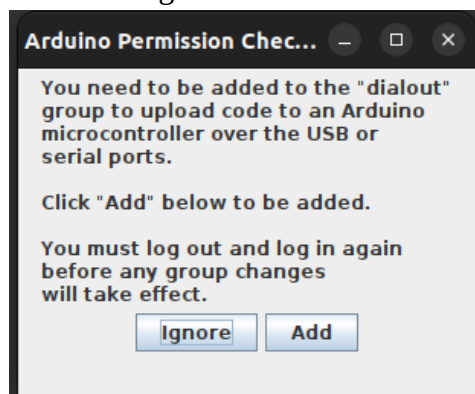 Arduino Permission Chec...
You need to be added to the "dialout"
group to upload code to an Arduino
microcontroller over the USB or
serial ports.
Click "Add" below to be added.
You must log out and log in again
before any group changes
will take effect.
Ignore Add